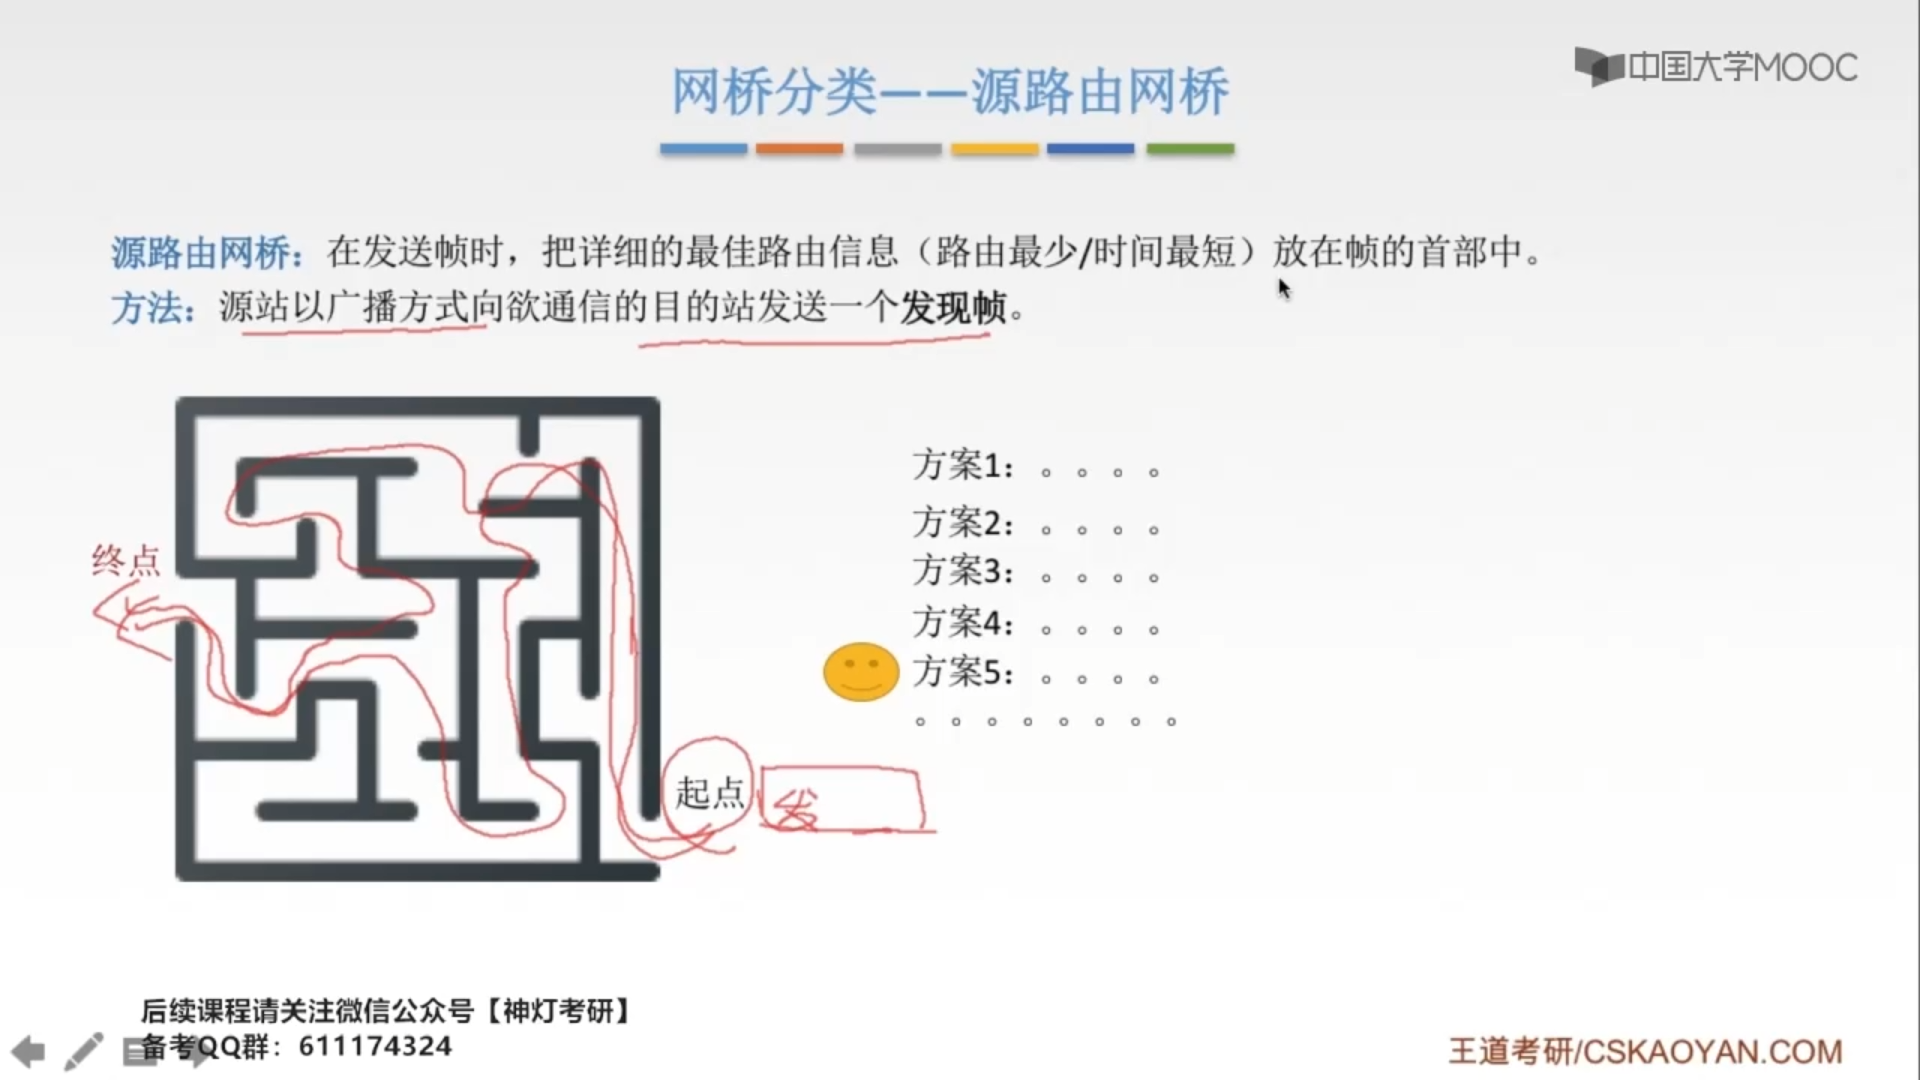 中国大学MOOC
网桥分类——源路由网桥
源路由网桥：在发送帧时，把详细的最佳路由信息（路由最少/时间最短）放在帧的首部中。
方法：源站以广播方式向欲通信的目的站发送一个发现帧。
方案1：。。。。
方案2：。。。。
方案3：。。。。
方案4：。。。。
方案5：。。。。
。。。。。。。。
终点
起点
发
后续课程请关注微信公众号【神灯考研】
备考QQ群：611174324
王道考研/CSKAOYAN.COM